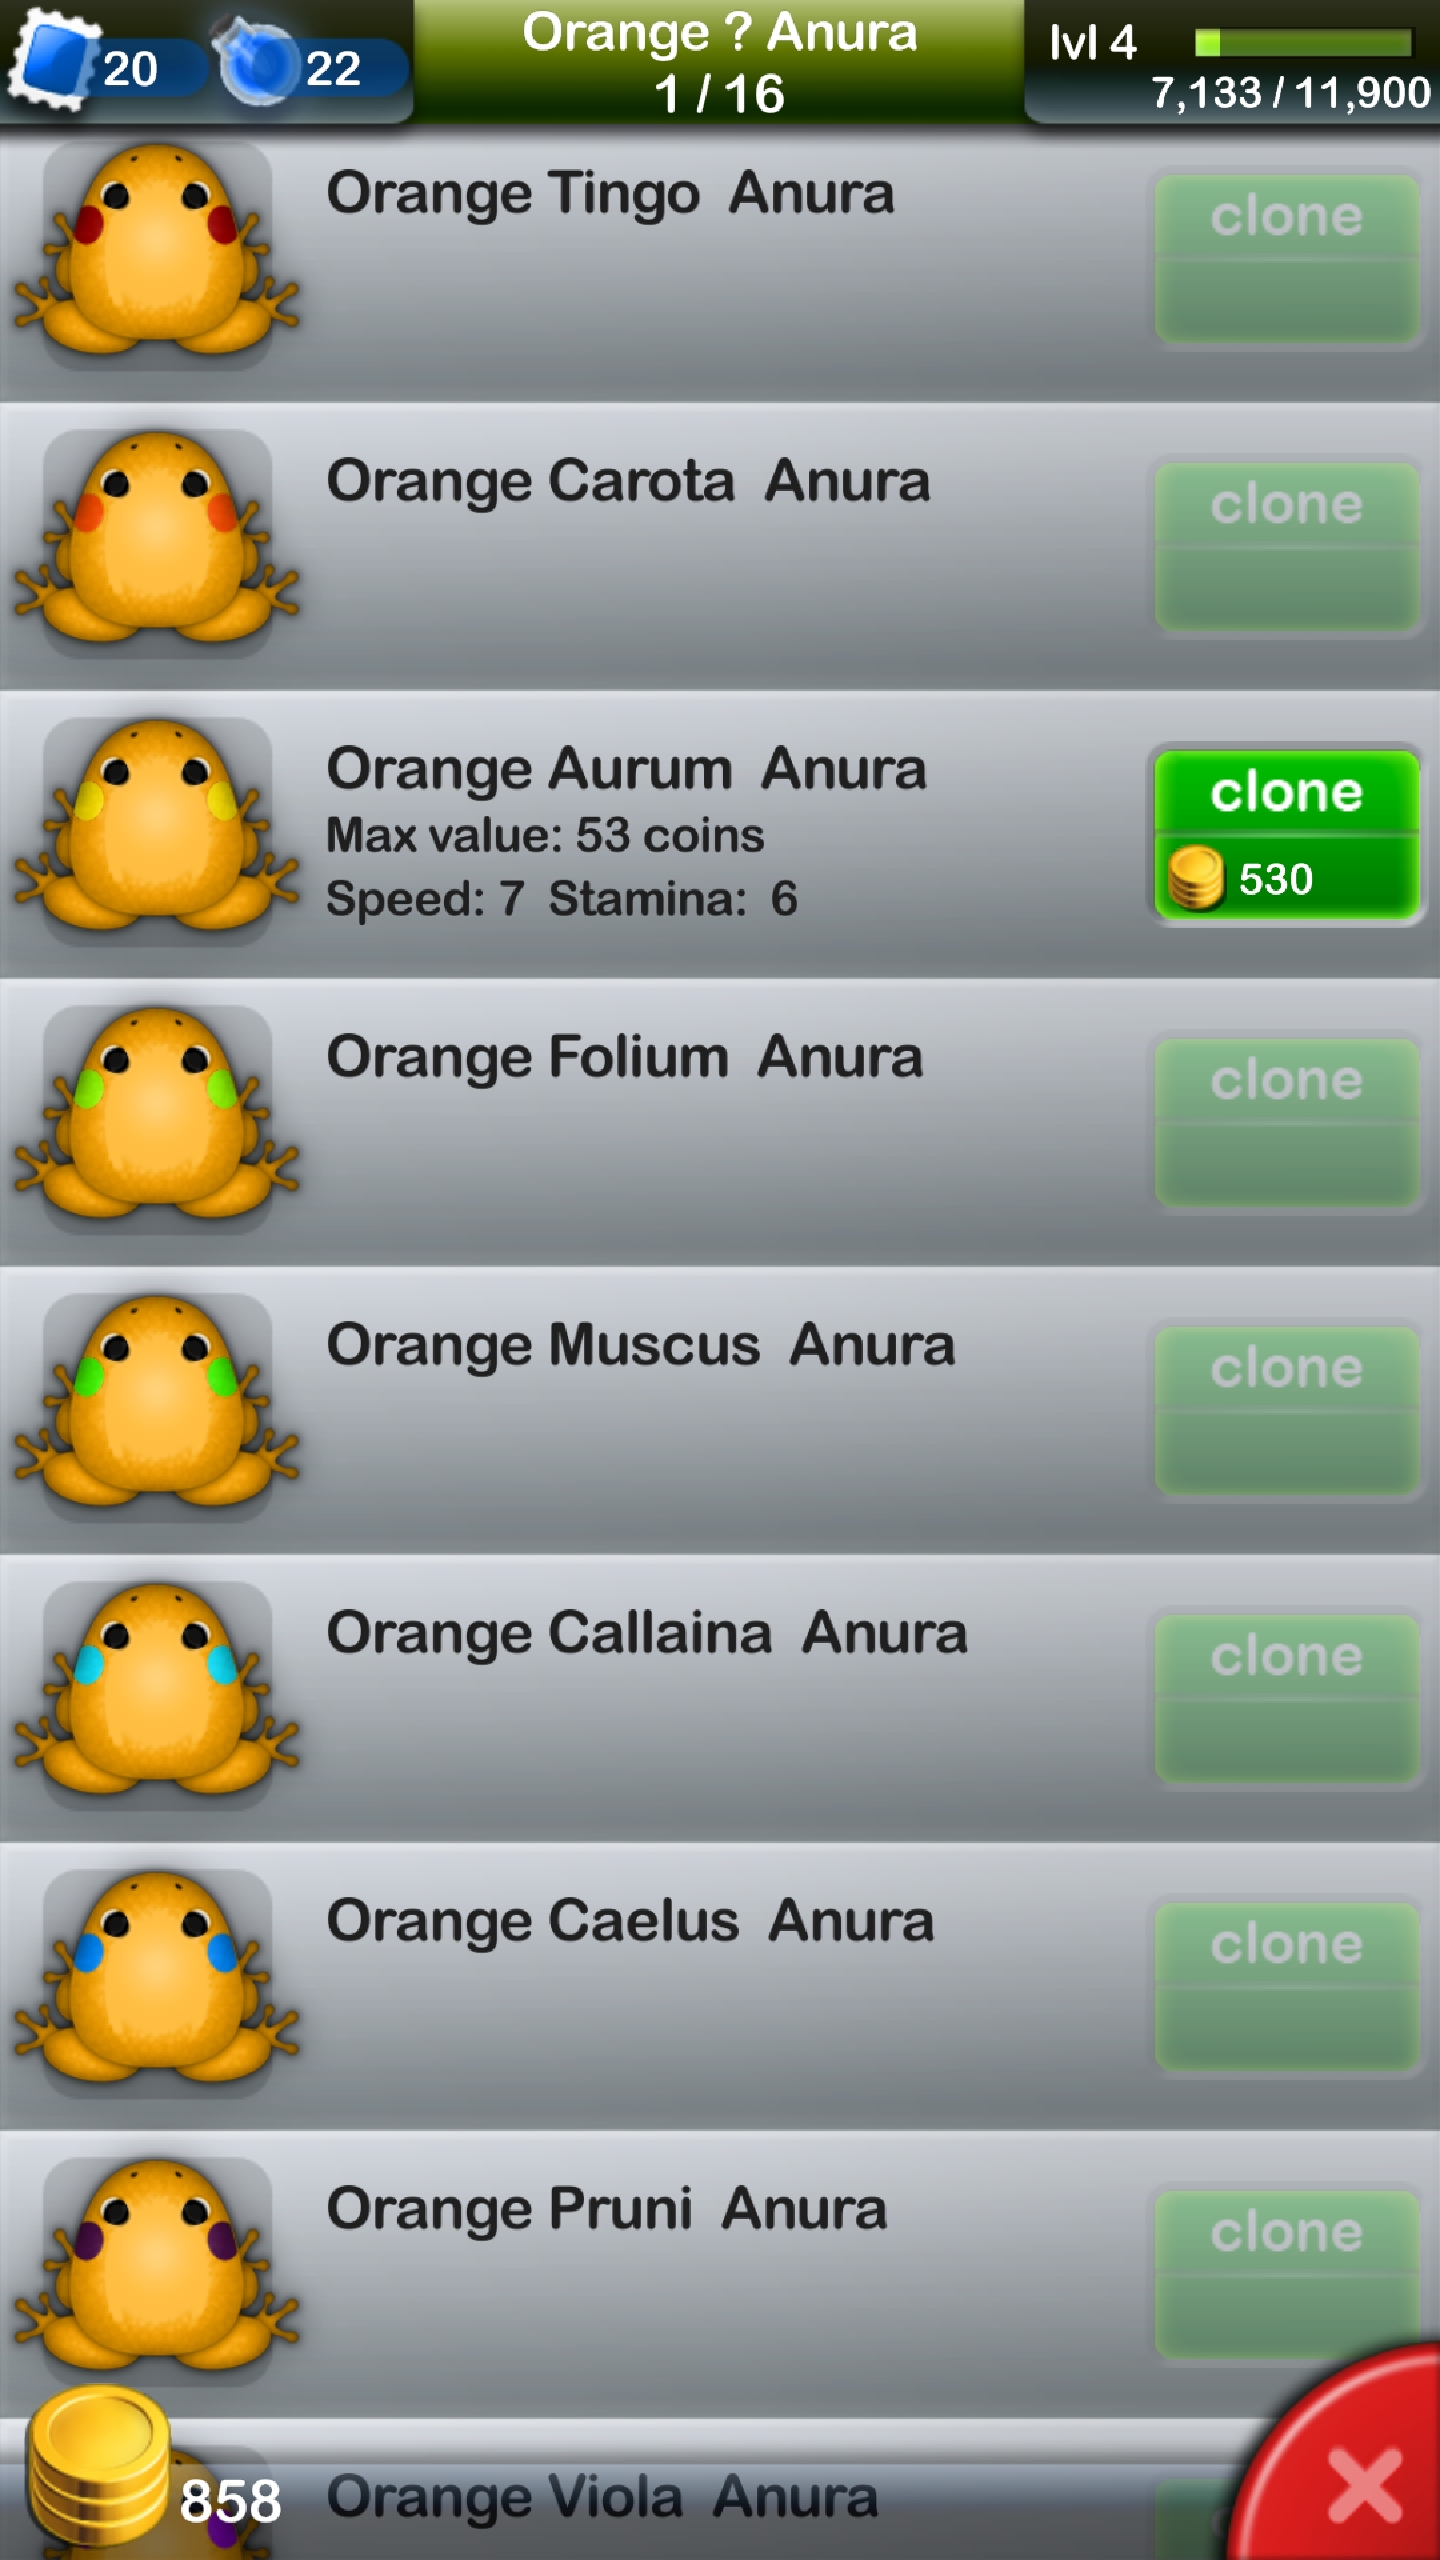 20
22
Orange ? Anura
1 / 16
lvl 4
7,133 / 11,900
Orange Tingo Anura
clone
Orange Carota Anura
clone
Orange Aurum Anura
Max value: 53 coins
Speed: 7 Stamina: 6
clone
530
Orange Folium Anura
clone
Orange Muscus Anura
clone
Orange Callaina Anura
clone
Orange Caelus Anura
clone
Orange Pruni Anura
clone
858
Orange Viola Anura